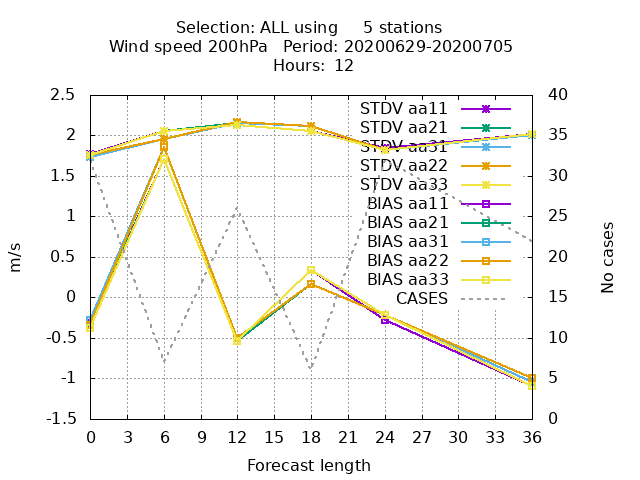 Selection: ALL using     5 stations
Wind speed 200hPa   Period: 20200629-20200705
Hours:  12
2.5
2
1.5
1
0.5
0
-0.5
-1
-1.5
40
35
30
25
20
15
10
5
0
m/s
No cases
STDV aa11
STDV aa21
STDV aa31
STDV aa22
STDV aa33
BIAS aa11
BIAS aa21
BIAS aa31
BIAS aa22
BIAS aa33
CASES
0 3 6 9 12 15 18 21 24 27 30 33 36
Forecast length